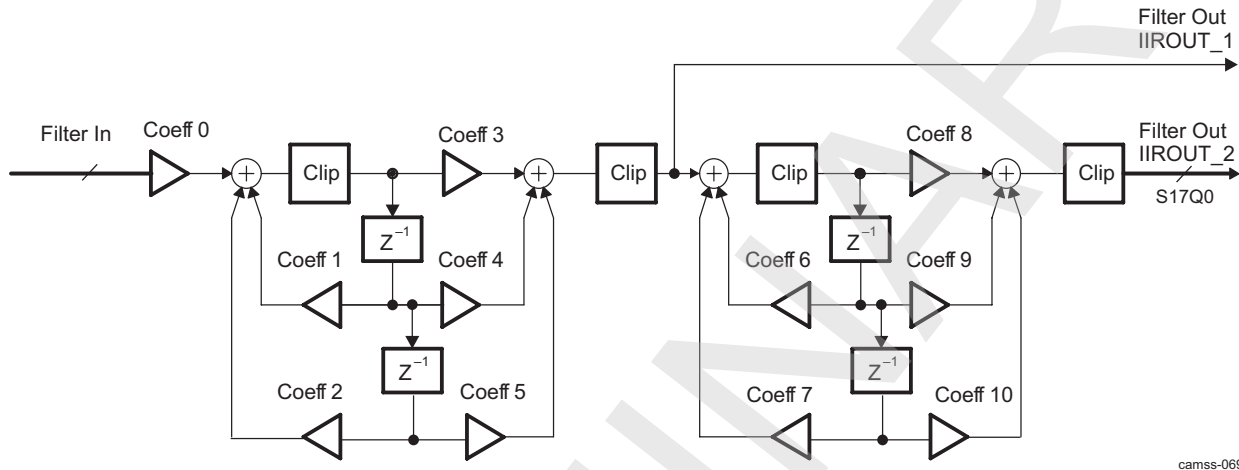 Filter Out
IIROUT_1
Filter In
Coeff 0
Coeff 3
Coeff 8
Filter Out
IIROUT_2
Clip
Clip
Clip
Clip
S17Q0
Z⁻¹
Z⁻¹
Coeff 1
Coeff 4
Coeff 6
Coeff 9
Z⁻¹
Z⁻¹
Coeff 2
Coeff 5
Coeff 7
Coeff 10
camss-069